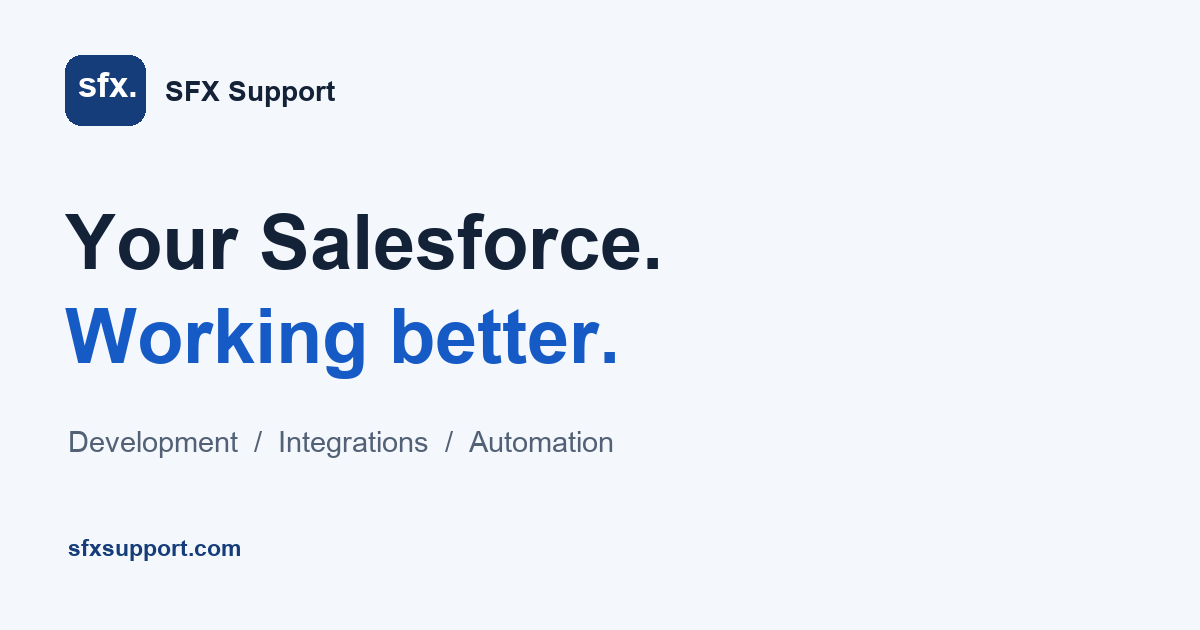 sfx.
SFX Support
Your Salesforce.
Working better.
Development / Integrations / Automation
sfxsupport.com